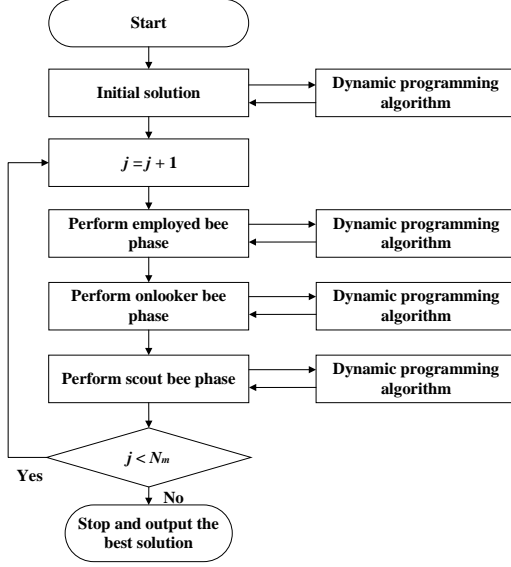 Start
Initial solution
Dynamic programming
algorithm
j = j + 1
Perform employed bee
phase
Dynamic programming
algorithm
Perform onlooker bee
phase
Dynamic programming
algorithm
Perform scout bee phase
Dynamic programming
algorithm
j < Nm
Yes
No
Stop and output the
best solution